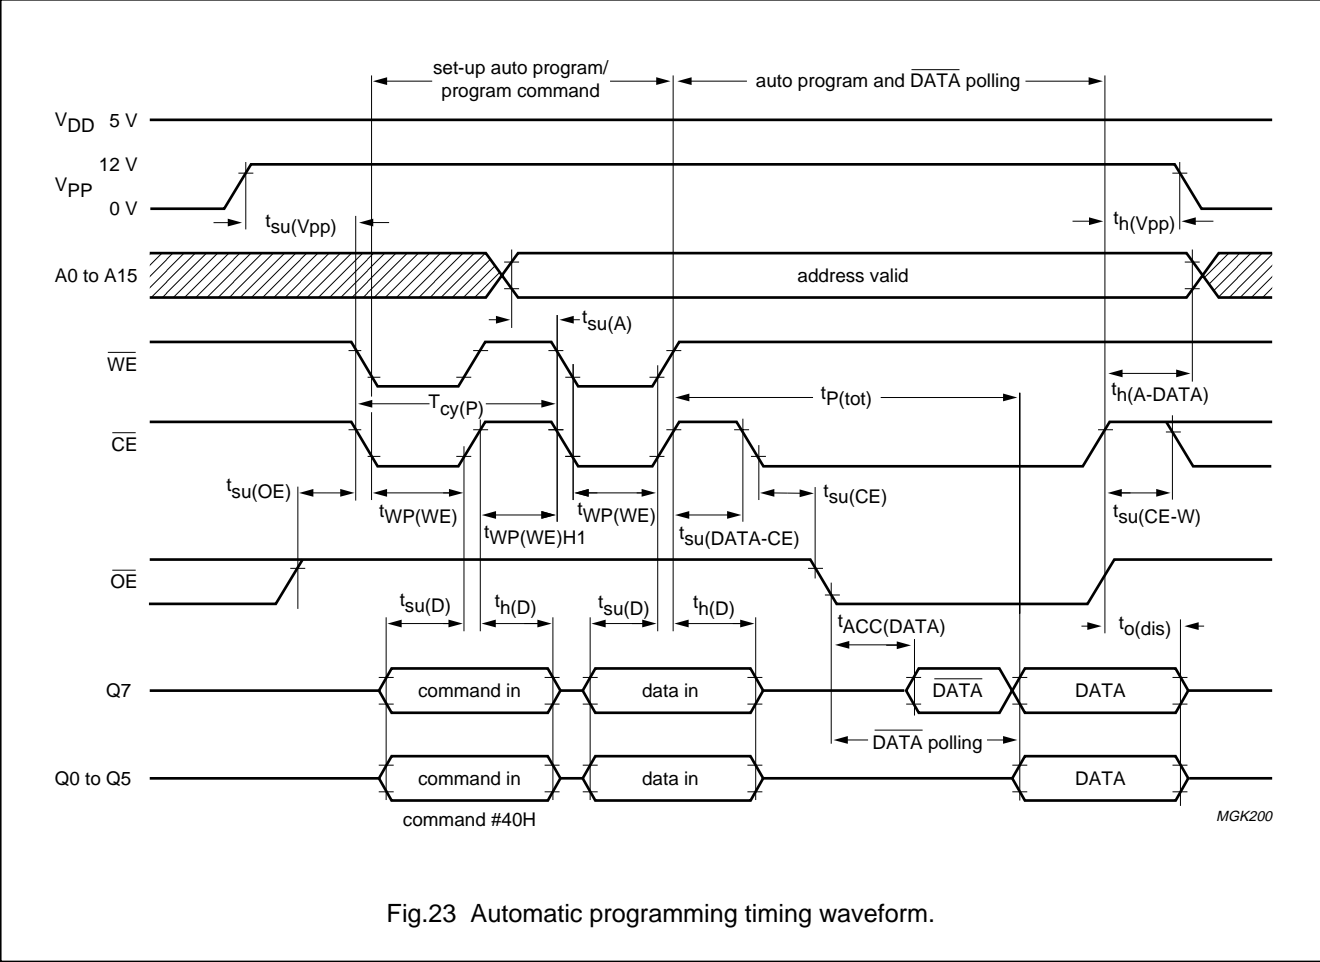 set-up auto program/
program command
auto program and DATA polling
VDD 5 V
12 V
VPP
0 V
tsu(Vpp)
th(Vpp)
A0 to A15
address valid
tsu(A)
WE
th(A-DATA)
Tcy(P)
tP(tot)
CE
tsu(OE)
tWP(WE)
tWP(WE)H1
tWP(WE)
tsu(DATA-CE)
tsu(CE)
tsu(CE-W)
OE
tsu(D)
th(D)
tsu(D)
th(D)
tACC(DATA)
to(dis)
Q7
command in
data in
DATA
DATA
DATA polling
Q0 to Q5
command in
data in
DATA
command #40H
MGK200
Fig.23 Automatic programming timing waveform.